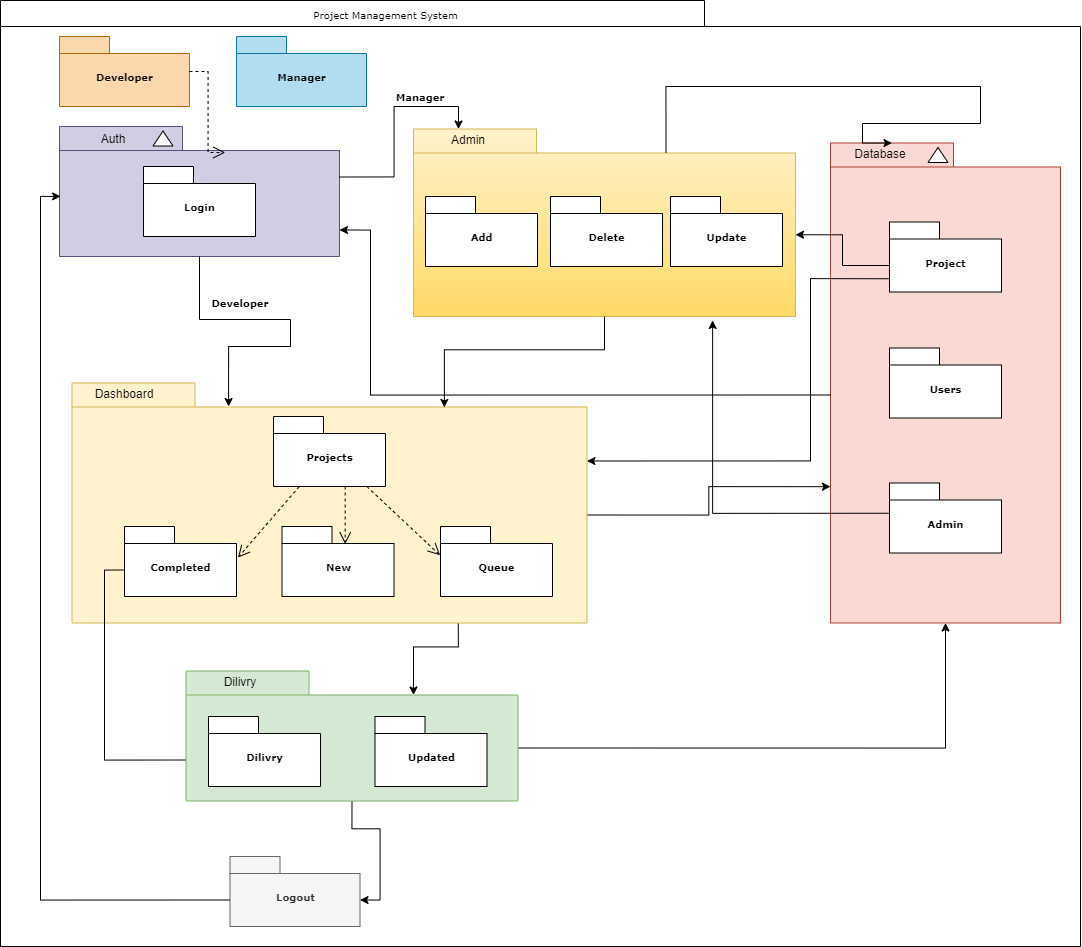 Project Management System
Developer
Manager
Manager
Auth
Admin
Database
Login
Add
Delete
Update
Project
Developer
Dashboard
Users
Projects
Admin
Completed
New
Queue
Dilivry
Dilivry
Updated
Logout